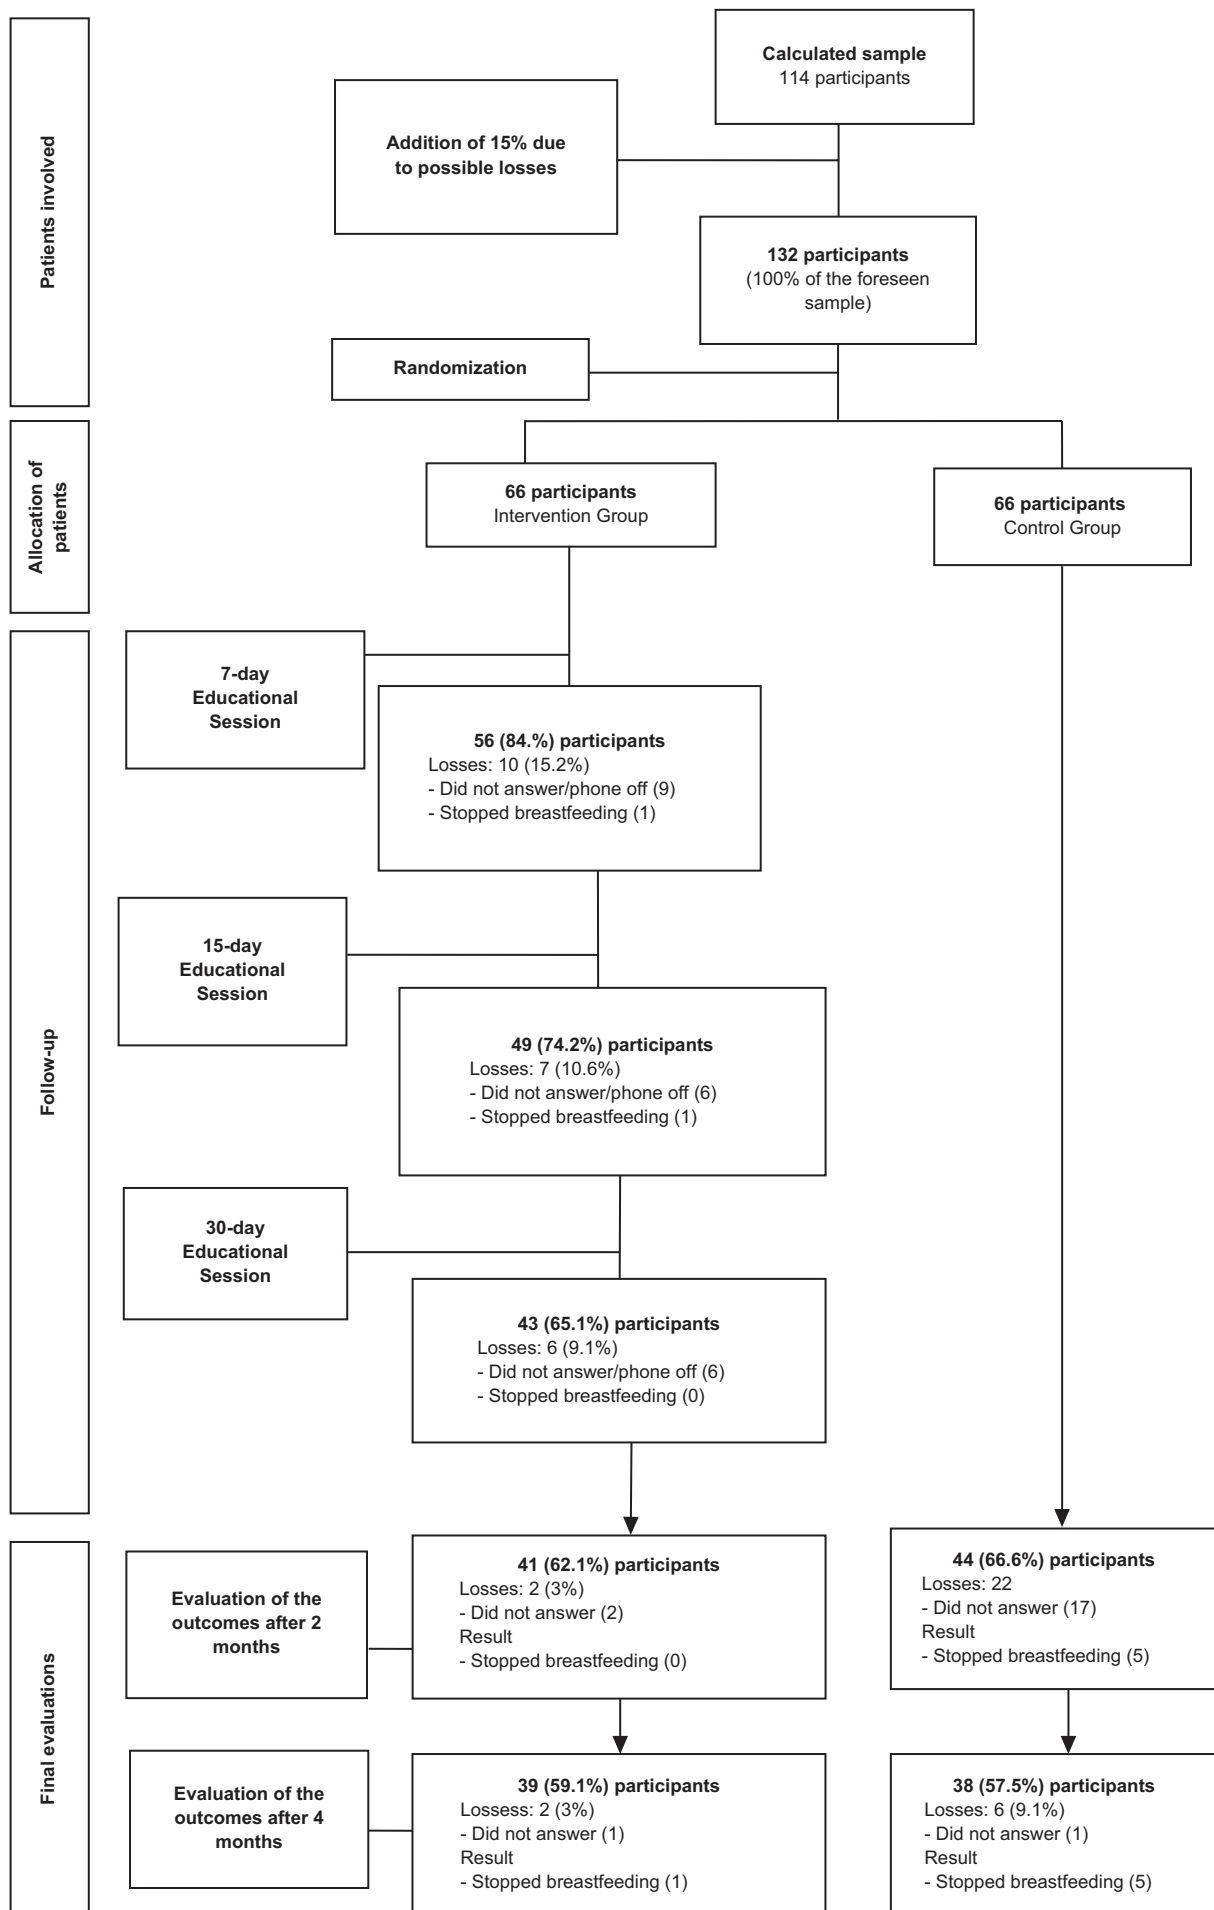 Patients involved
Calculated sample
114 participants
Addition of 15% due
to possible losses
132 participants
(100% of the foreseen
sample)
Randomization
Allocation of
patients
66 participants
Intervention Group
66 participants
Control Group
Follow-up
7-day
Educational
Session
56 (84.%) participants
Losses: 10 (15.2%)
- Did not answer/phone off (9)
- Stopped breastfeeding (1)
15-day
Educational
Session
49 (74.2%) participants
Losses: 7 (10.6%)
- Did not answer/phone off (6)
- Stopped breastfeeding (1)
30-day
Educational
Session
43 (65.1%) participants
Losses: 6 (9.1%)
- Did not answer/phone off (6)
- Stopped breastfeeding (0)
Final evaluations
Evaluation of the
outcomes after 2
months
41 (62.1%) participants
Losses: 2 (3%)
- Did not answer (2)
Result
- Stopped breastfeeding (0)
44 (66.6%) participants
Losses: 22
- Did not answer (17)
Result
- Stopped breastfeeding (5)
Evaluation of the
outcomes after 4
months
39 (59.1%) participants
Lossess: 2 (3%)
- Did not answer (1)
Result
- Stopped breastfeeding (1)
38 (57.5%) participants
Losses: 6 (9.1%)
- Did not answer (1)
Result
- Stopped breastfeeding (5)